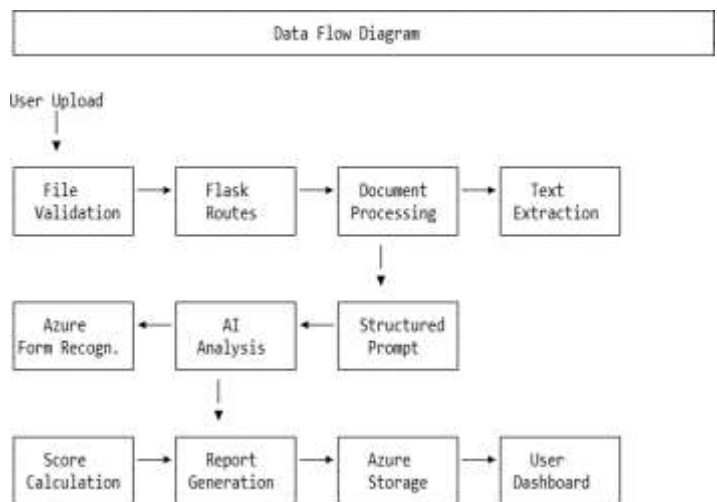 Data Flow Diagram
User Upload
File
Validation
Flask
Routes
Document
Processing
Text
Extraction
Azure
Form Recogn.
AI
Analysis
Structured
Prompt
Score
Calculation
Report
Generation
Azure
Storage
User
Dashboard